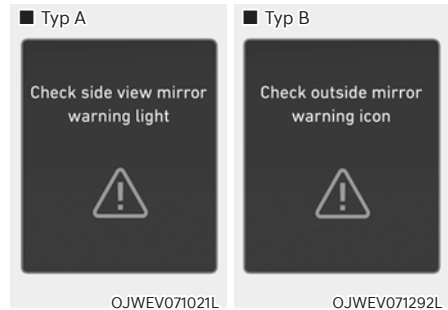 ■ Typ A
Check side view mirror
warning light
OJWEV071021L
■ Typ B
Check outside mirror
warning icon
OJWEV071292L